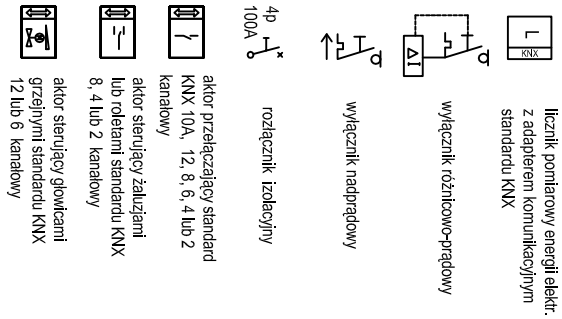 L
KNX
licznik pomiarowy energii elektr.
z adapterem komunikacyjnym
standardu KNX
ΔI
wyłącznik różnicowo-prądowy
wyłącznik nadprądowy
4p
100A
rozłącznik izolacyjny
aktor przełączający standard
KNX 10A, 12, 8, 6, 4 lub 2
kanałowy
aktor sterujący żaluzjami
lub roletami standardu KNX
8, 4 lub 2 kanałowy
M
aktor sterujący głowicami
grzejnymi standardu KNX
12 lub 6 kanałowy